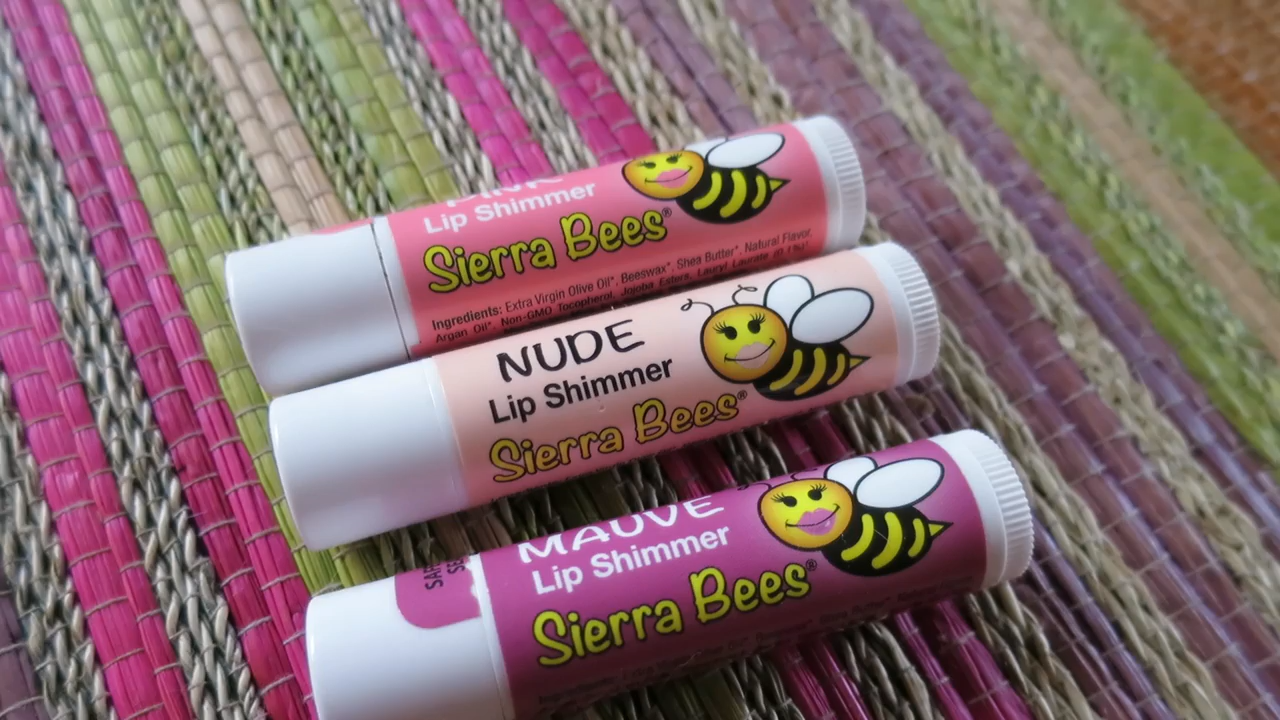 PINK
Lip Shimmer
Sierra Bees®
Ingredients: Extra Virgin Olive Oil*, Beeswax*, Shea Butter*, Natural Flavor,
Argan Oil*, Non-GMO Tocopherol, Jojoba Esters, Lauryl Laurate
NUDE
Lip Shimmer
Sierra Bees®
MAUVE
Lip Shimmer
Sierra Bees®